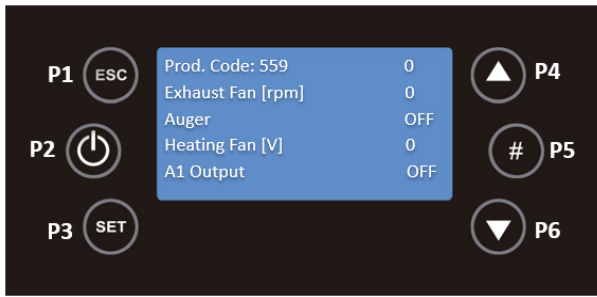 P1 ESC
P2
P3 SET
Prod. Code: 559 0
Exhaust Fan [rpm] 0
Auger OFF
Heating Fan [V] 0
A1 Output OFF
P4
# P5
P6